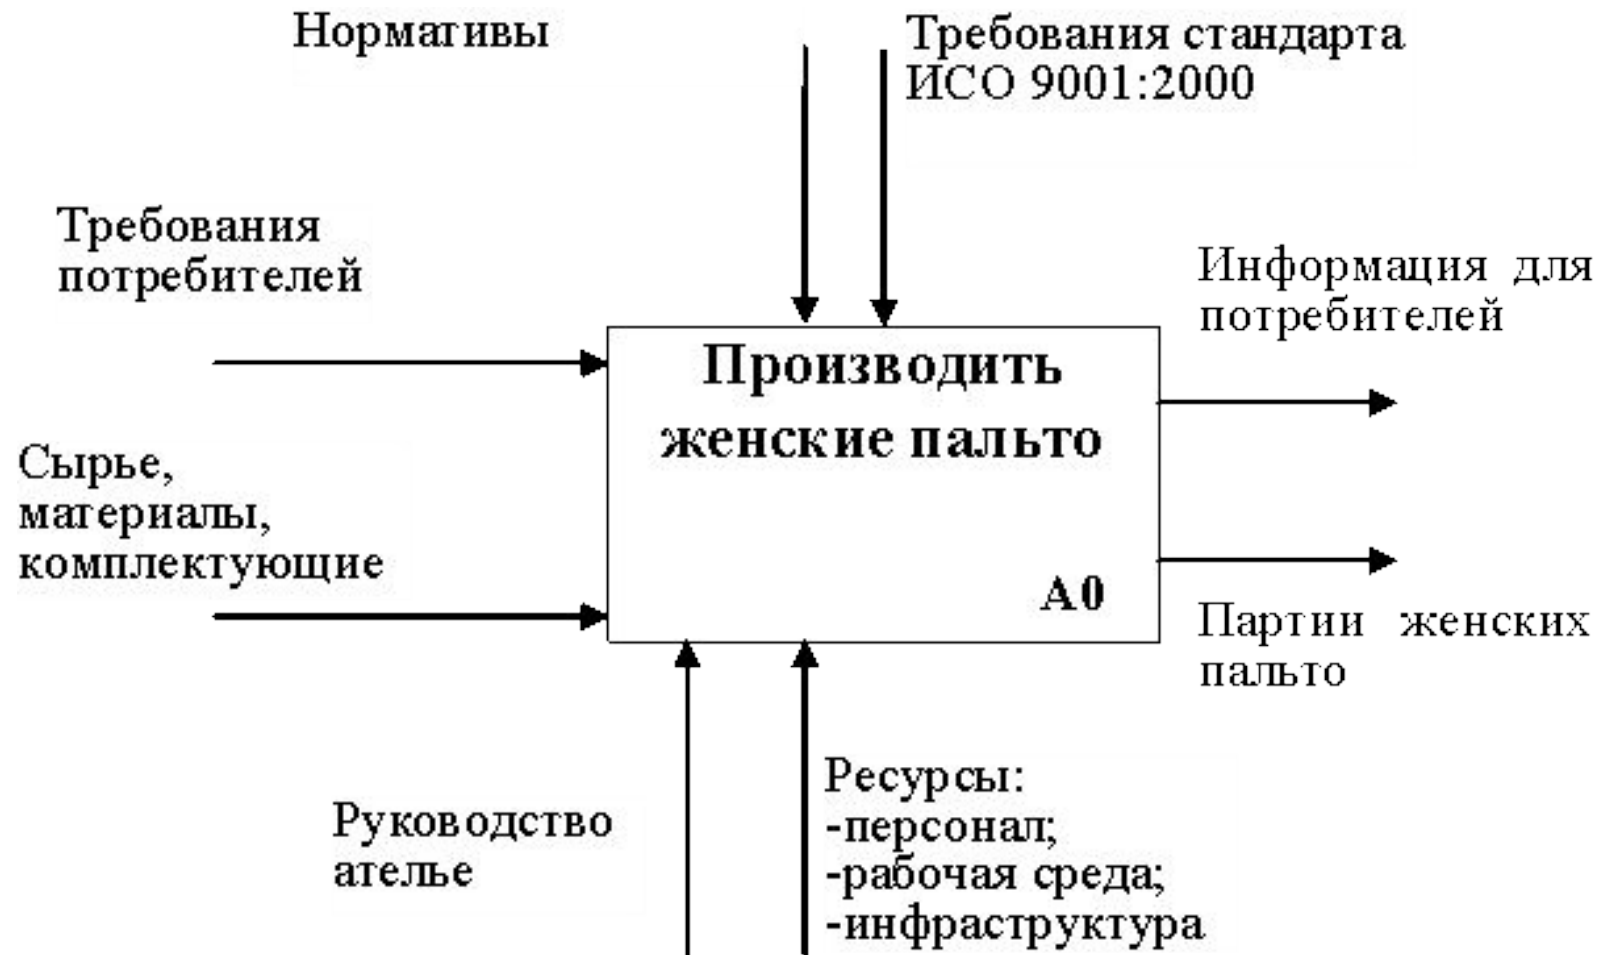 Нормативы
Требования стандарта
ИСО 9001:2000
Требования
потребителей
Информация для
потребителей
Производить
женские пальто
Сырье,
материалы,
комплектующие
А0
Партии женских
пальто
Руководство
ателье
Ресурсы:
-персонал;
-рабочая среда;
-инфраструктура